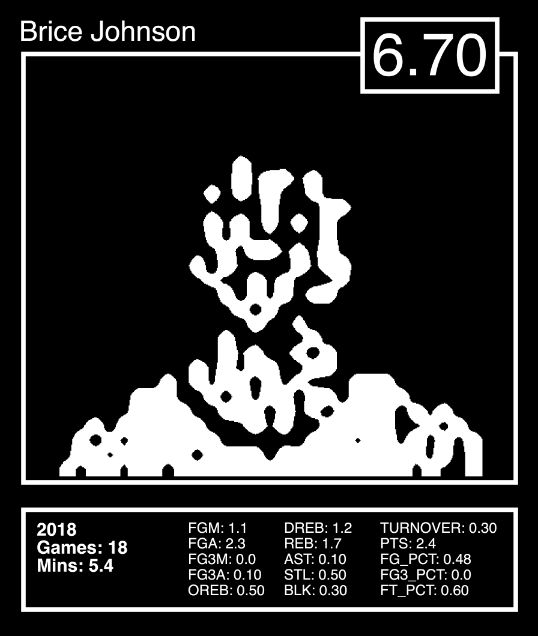 Brice Johnson
6.70
2018
Games: 18
Mins: 5.4
FGM: 1.1
FGA: 2.3
FG3M: 0.0
FG3A: 0.10
OREB: 0.50
DREB: 1.2
REB: 1.7
AST: 0.10
STL: 0.50
BLK: 0.30
TURNOVER: 0.30
PTS: 2.4
FG_PCT: 0.48
FG3_PCT: 0.0
FT_PCT: 0.60